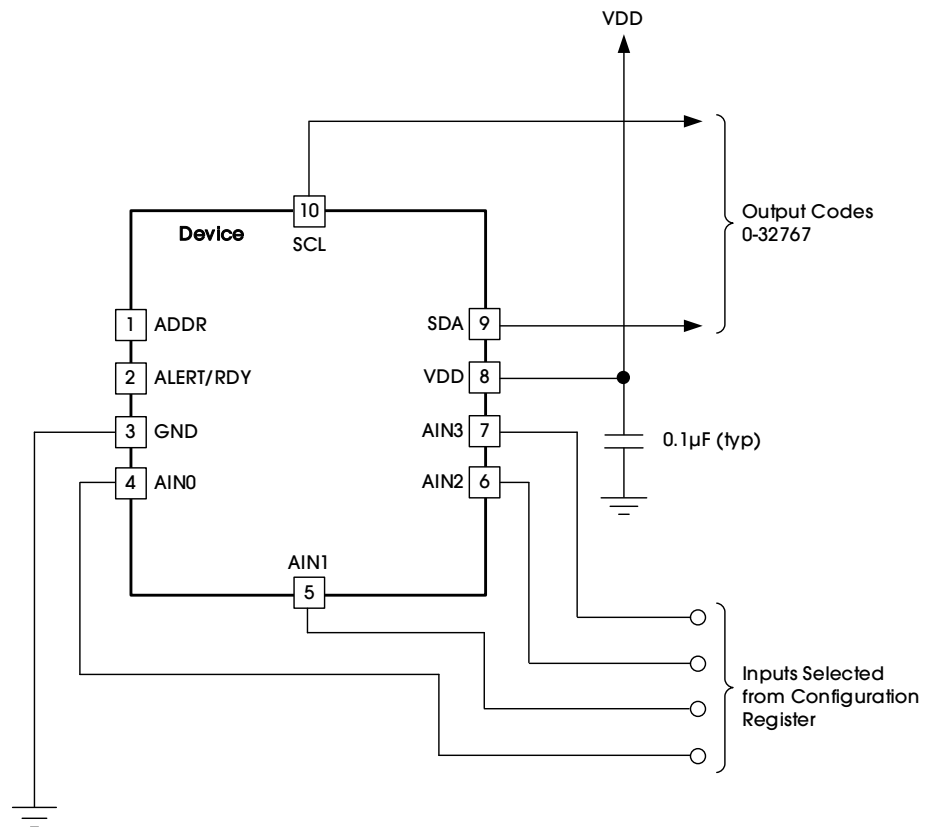 VDD
10
Device
SCL
Output Codes
0-32767
1 ADDR
SDA 9
2 ALERT/RDY
VDD 8
3 GND
AIN3 7
0.1µF (typ)
4 AIN0
AIN2 6
AIN1
5
Inputs Selected
from Configuration
Register